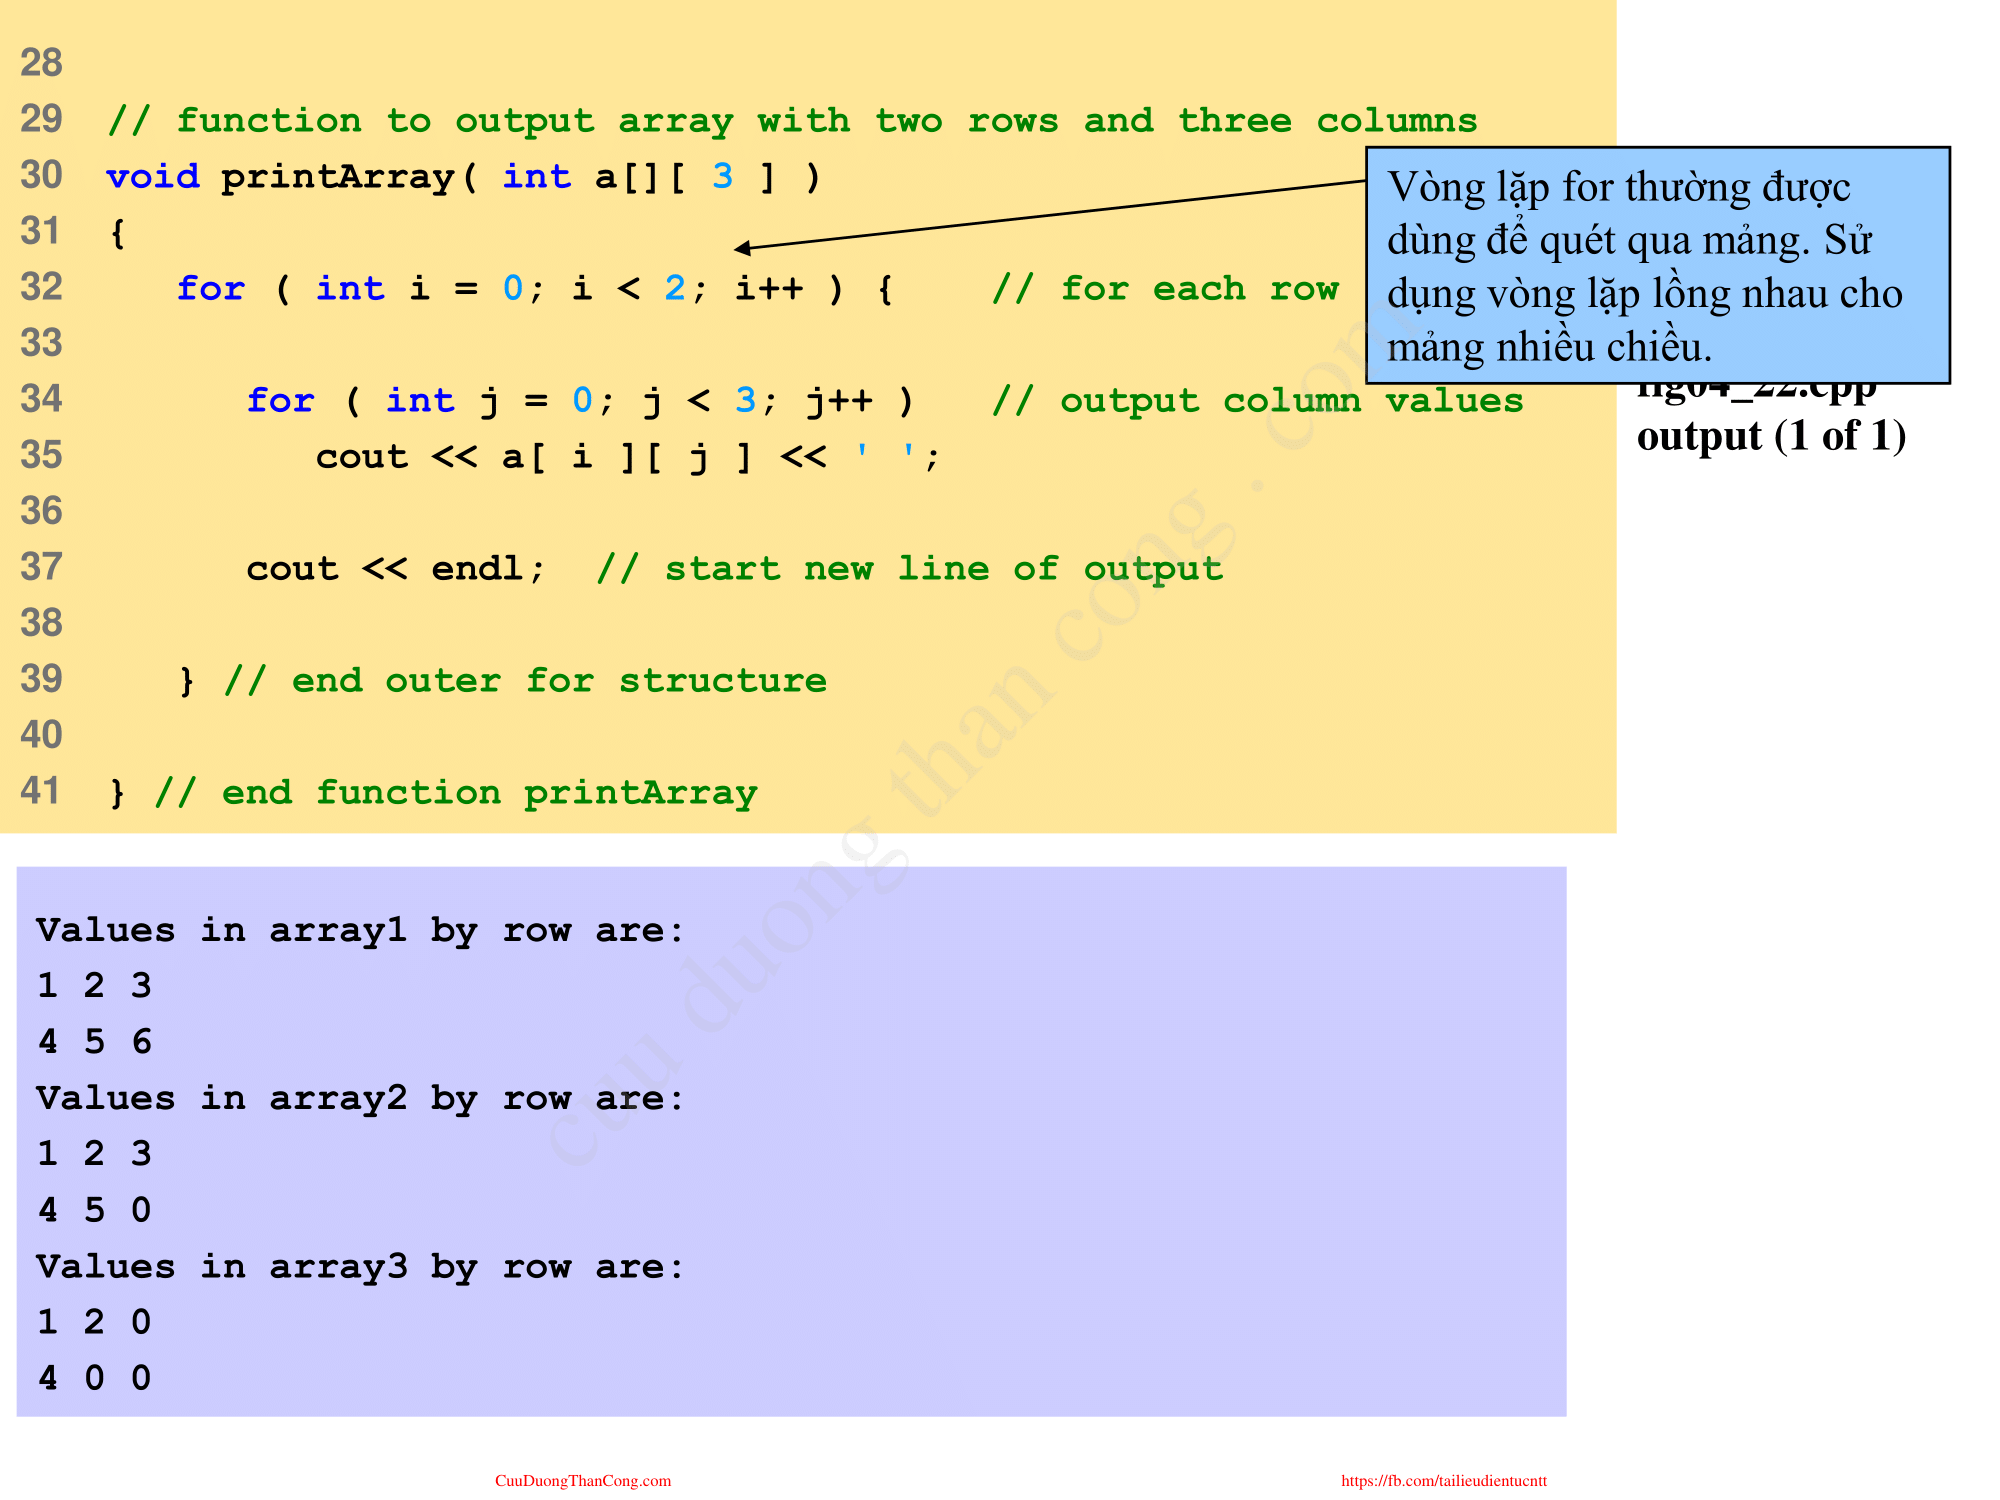 28
29 // function to output array with two rows and three columns
30 void printArray( int a[][ 3 ] )
31 {
32 for ( int i = 0; i < 2; i++ ) { // for each row
33
34 for ( int j = 0; j < 3; j++ ) // output column values
35 cout << a[ i ][ j ] << ' ';
36
37 cout << endl; // start new line of output
38
39 } // end outer for structure
40
41 } // end function printArray
Vòng lặp for thường được
dùng để quét qua mảng. Sử
dụng vòng lặp lồng nhau cho
mảng nhiều chiều.
fig04_22.cpp
output (1 of 1)
Values in array1 by row are:
1 2 3
4 5 6
Values in array2 by row are:
1 2 3
4 5 0
Values in array3 by row are:
1 2 0
4 0 0
cuu duong than cong . com
CuuDuongThanCong.com
https://fb.com/tailieudientucntt